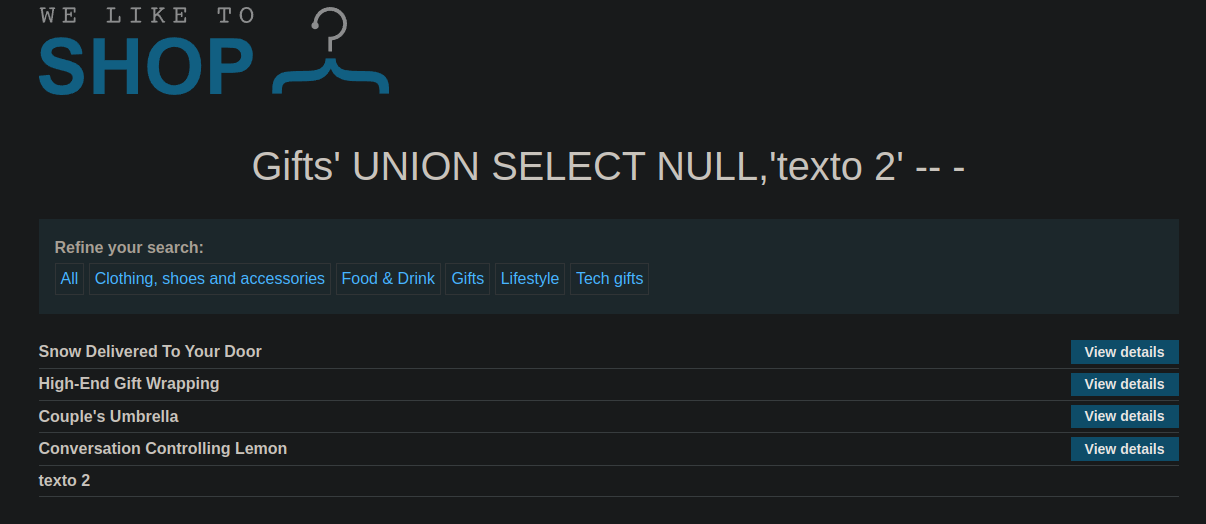 WE LIKE TO
SHOP
Gifts' UNION SELECT NULL,'texto 2' -- -
Refine your search:
All Clothing, shoes and accessories Food & Drink Gifts Lifestyle Tech gifts
Snow Delivered To Your Door View details
High-End Gift Wrapping View details
Couple's Umbrella View details
Conversation Controlling Lemon View details
texto 2